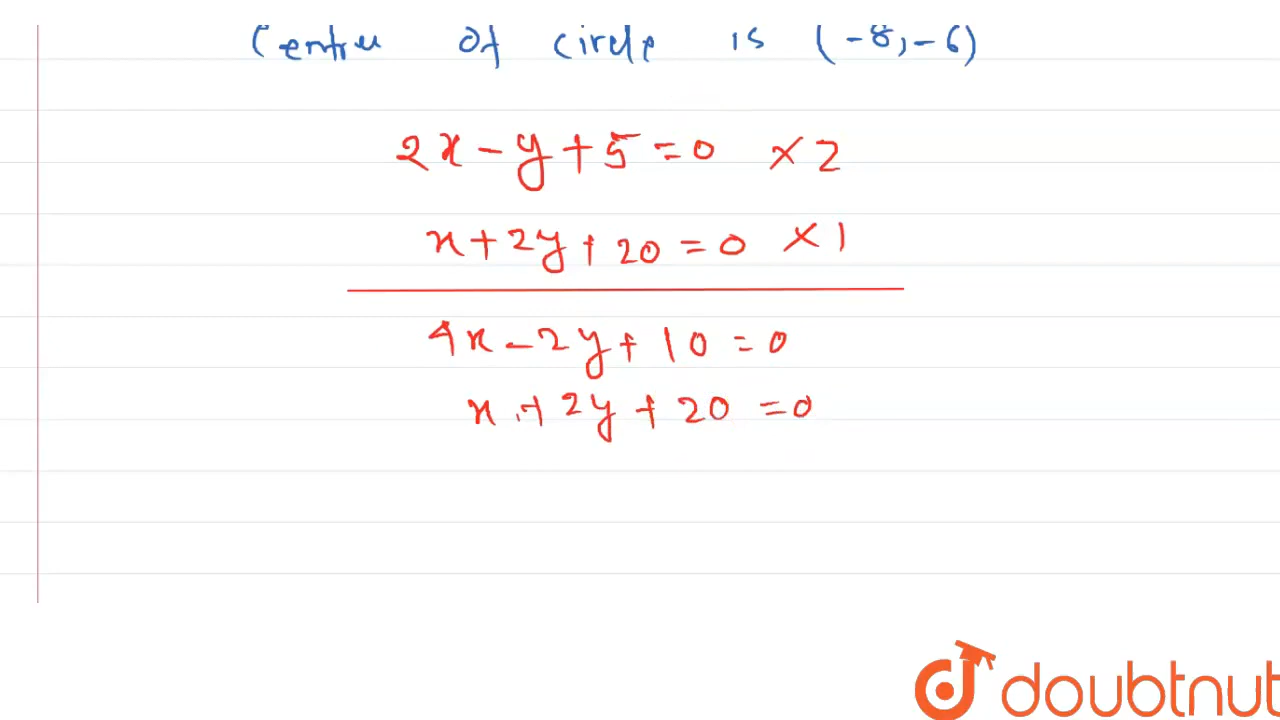 Centre of circle is (-8,-6)
2x - y + 5 = 0 × 2
x + 2y + 20 = 0 × 1
4x - 2y + 10 = 0
x + 2y + 20 = 0
doubtnut